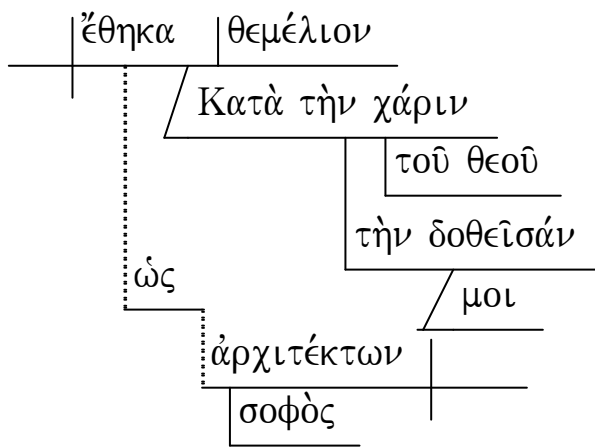 ἔθηκα θεμέλιον
Κατὰ τὴν χάριν
τοῦ θεοῦ
τὴν δοθεῖσάν
ὡς
μοι
ἀρχιτέκτων
σοφὸς